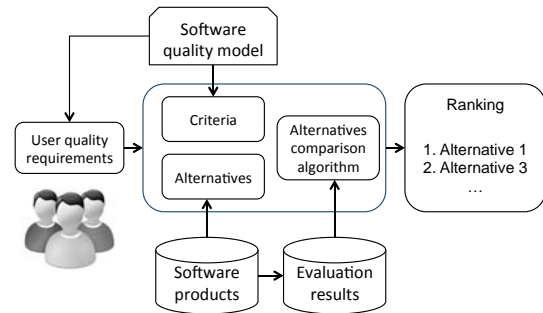 Software
quality model
User quality
requirements
Criteria
Alternatives
Alternatives
comparison
algorithm
Ranking
1. Alternative 1
2. Alternative 3
...
Software
products
Evaluation
results